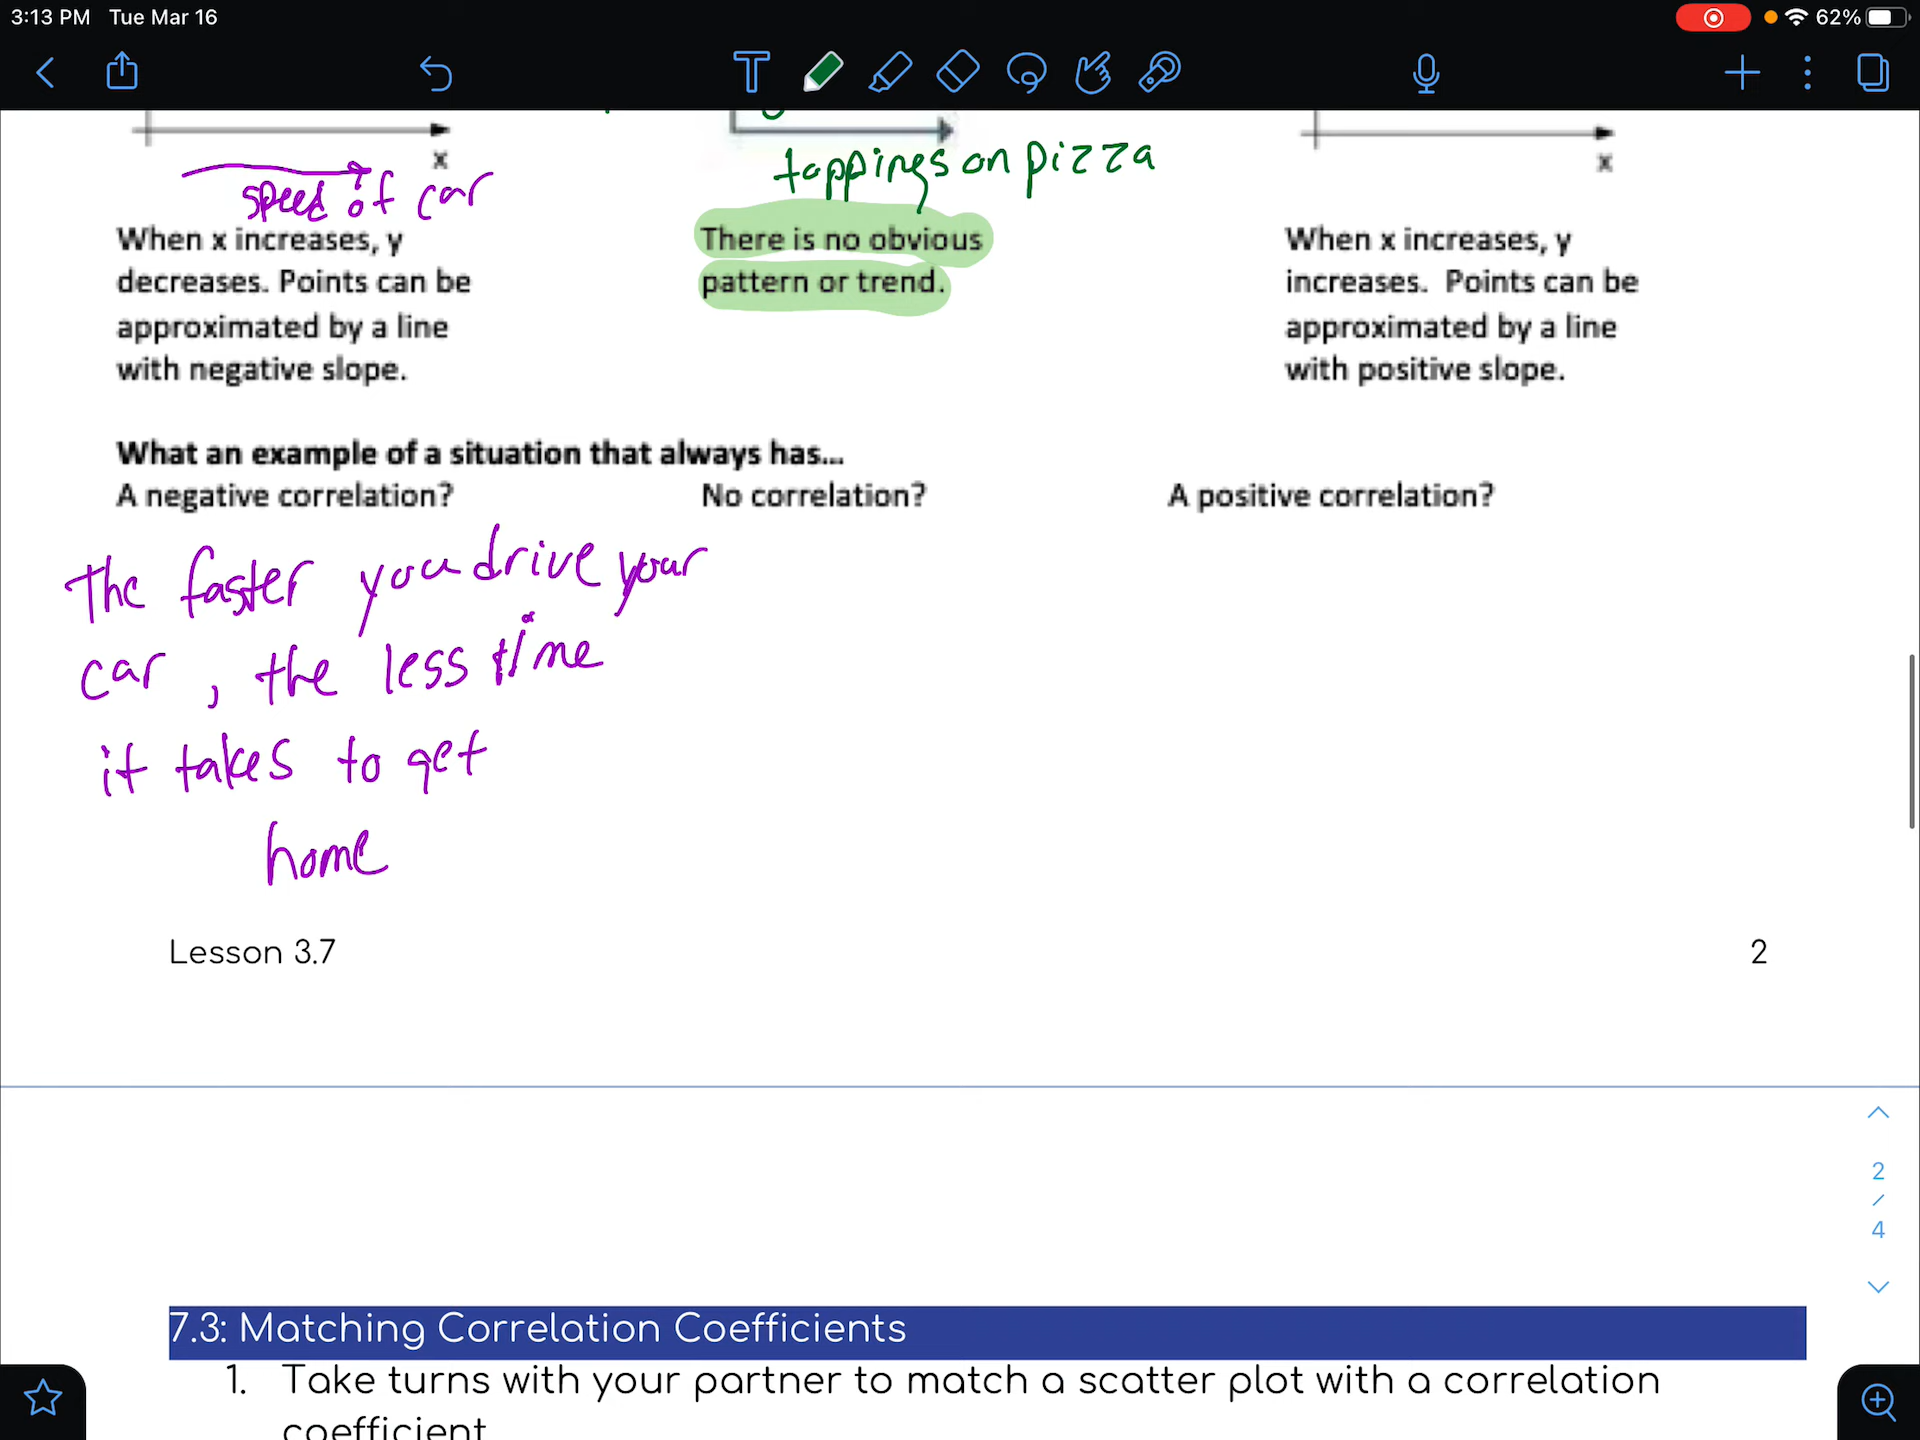 3:13 PM Tue Mar 16
62%
x
speed of car
toppings on pizza
x
When x increases, y
decreases. Points can be
approximated by a line
with negative slope.
There is no obvious
pattern or trend.
When x increases, y
increases. Points can be
approximated by a line
with positive slope.
What an example of a situation that always has...
A negative correlation?
No correlation?
A positive correlation?
The faster you drive your
car, the less time
it takes to get
home
Lesson 3.7
2
2
/
4
7.3: Matching Correlation Coefficients
1. Take turns with your partner to match a scatter plot with a correlation
coefficient